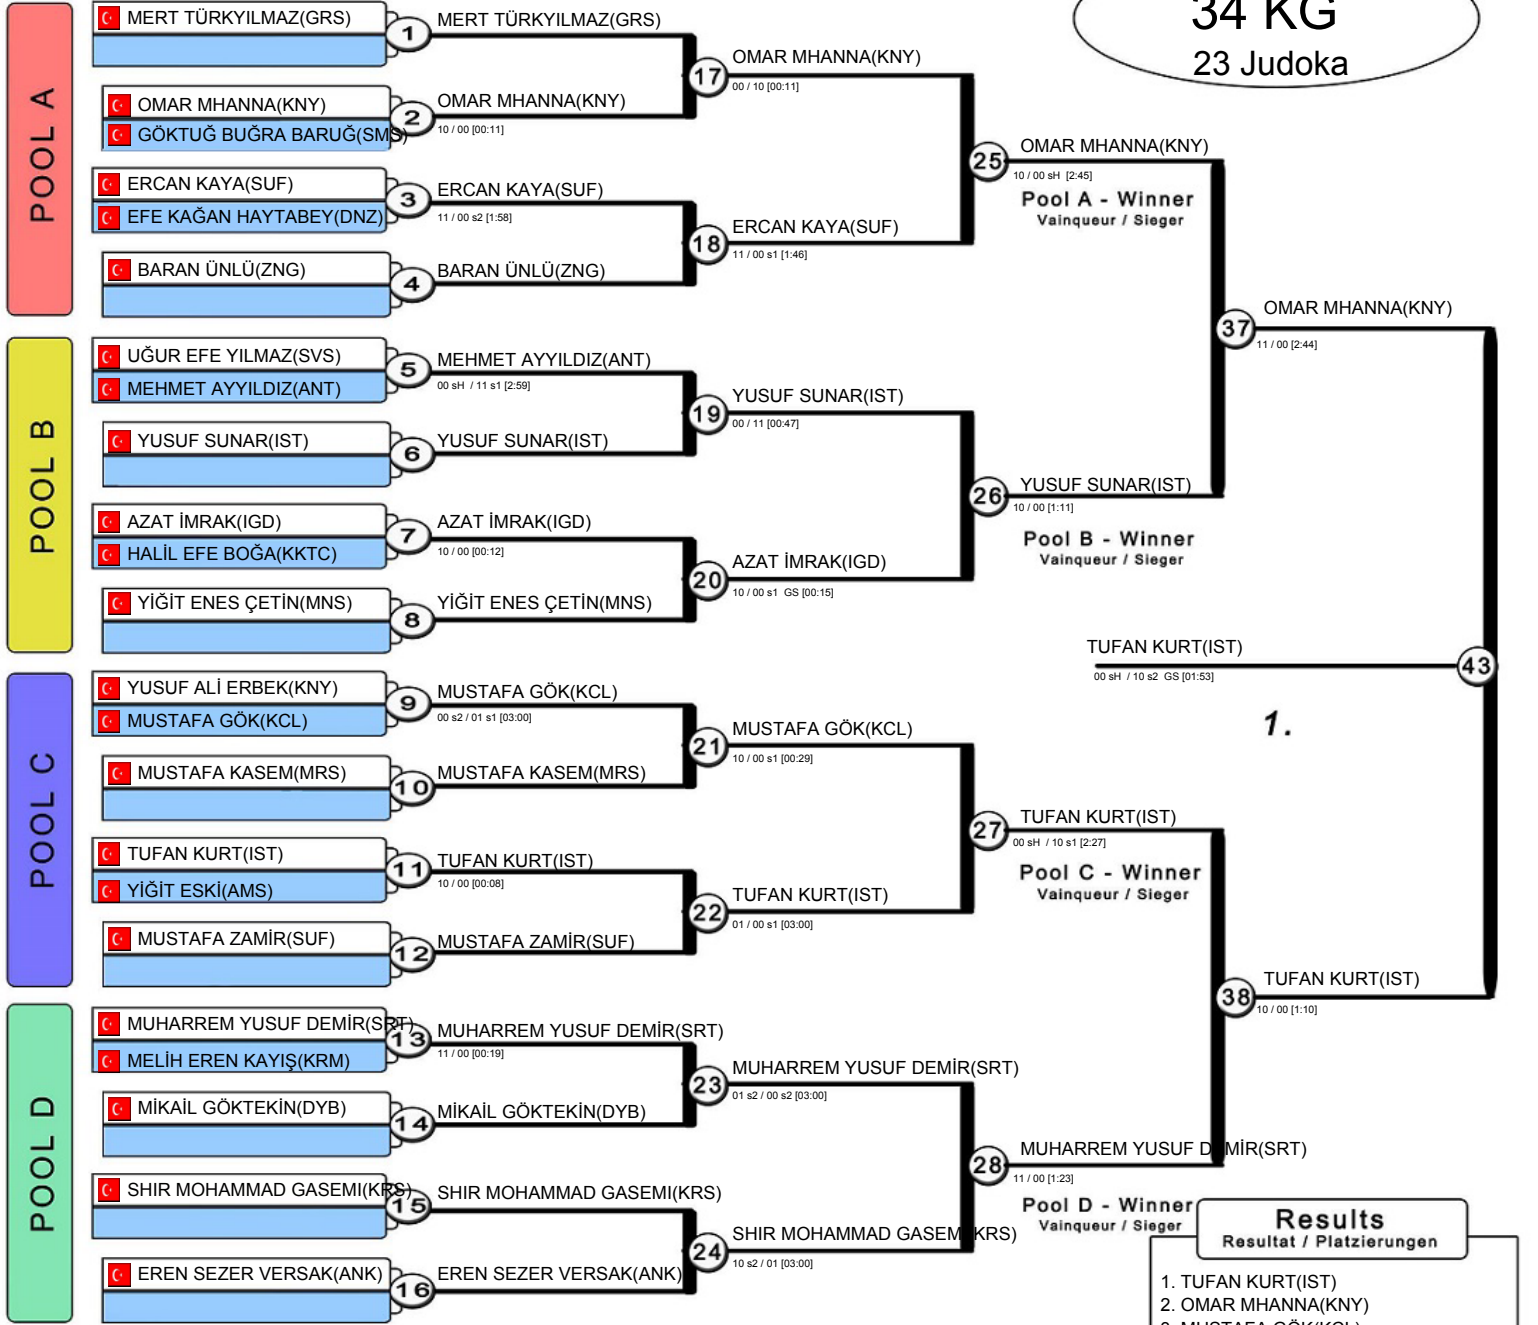 34 KG
23 Judoka
POOL A
MERT TÜRKYILMAZ(GRS)
1
OMAR MHANNA(KNY)
GÖKTUĞ BUĞRA BARUĞ(SMS)
2
ERCAN KAYA(SUF)
EFE KAĞAN HAYTABEY(DNZ)
3
BARAN ÜNLÜ(ZNG)
4
MERT TÜRKYILMAZ(GRS)
OMAR MHANNA(KNY)
10 / 00 [00:11]
17
ERCAN KAYA(SUF)
11 / 00 s2 [1:58]
BARAN ÜNLÜ(ZNG)
18
OMAR MHANNA(KNY)
00 / 10 [00:11]
ERCAN KAYA(SUF)
11 / 00 s1 [1:46]
25
OMAR MHANNA(KNY)
10 / 00 sH [2:45]
Pool A - Winner
Vainqueur / Sieger
POOL B
UĞUR EFE YILMAZ(SVS)
MEHMET AYYILDIZ(ANT)
5
YUSUF SUNAR(IST)
6
AZAT İMRAK(IGD)
HALİL EFE BOĞA(KKTC)
7
YİĞİT ENES ÇETİN(MNS)
8
MEHMET AYYILDIZ(ANT)
00 sH / 11 s1 [2:59]
YUSUF SUNAR(IST)
19
AZAT İMRAK(IGD)
10 / 00 [00:12]
YİĞİT ENES ÇETİN(MNS)
20
YUSUF SUNAR(IST)
00 / 11 [00:47]
AZAT İMRAK(IGD)
10 / 00 s1 GS [00:15]
26
YUSUF SUNAR(IST)
10 / 00 [1:11]
Pool B - Winner
Vainqueur / Sieger
37
OMAR MHANNA(KNY)
11 / 00 [2:44]
TUFAN KURT(IST)
00 sH / 10 s2 GS [01:53]
43
1.
POOL C
YUSUF ALİ ERBEK(KNY)
MUSTAFA GÖK(KCL)
9
MUSTAFA KASEM(MRS)
10
TUFAN KURT(IST)
YİĞİT ESKİ(AMS)
11
MUSTAFA ZAMİR(SUF)
12
MUSTAFA GÖK(KCL)
00 s2 / 01 s1 [03:00]
MUSTAFA KASEM(MRS)
21
TUFAN KURT(IST)
10 / 00 [00:08]
MUSTAFA ZAMİR(SUF)
22
MUSTAFA GÖK(KCL)
10 / 00 s1 [00:29]
TUFAN KURT(IST)
01 / 00 s1 [03:00]
27
TUFAN KURT(IST)
00 sH / 10 s1 [2:27]
Pool C - Winner
Vainqueur / Sieger
POOL D
MUHARREM YUSUF DEMİR(SRT)
MELİH EREN KAYIŞ(KRM)
13
MİKAİL GÖKTEKİN(DYB)
14
SHIR MOHAMMAD GASEMI(KRS)
15
EREN SEZER VERSAK(ANK)
16
MUHARREM YUSUF DEMİR(SRT)
11 / 00 [00:19]
MİKAİL GÖKTEKİN(DYB)
23
SHIR MOHAMMAD GASEMI(KRS)
EREN SEZER VERSAK(ANK)
24
MUHARREM YUSUF DEMİR(SRT)
01 s2 / 00 s2 [03:00]
SHIR MOHAMMAD GASEMI(KRS)
10 s2 / 01 [03:00]
28
MUHARREM YUSUF DEMİR(SRT)
11 / 00 [1:23]
Pool D - Winner
Vainqueur / Sieger
38
TUFAN KURT(IST)
10 / 00 [1:10]
Results
Resultat / Platzierungen
1. TUFAN KURT(IST)
2. OMAR MHANNA(KNY)
3. MUSTAFA GÖK(KCL)